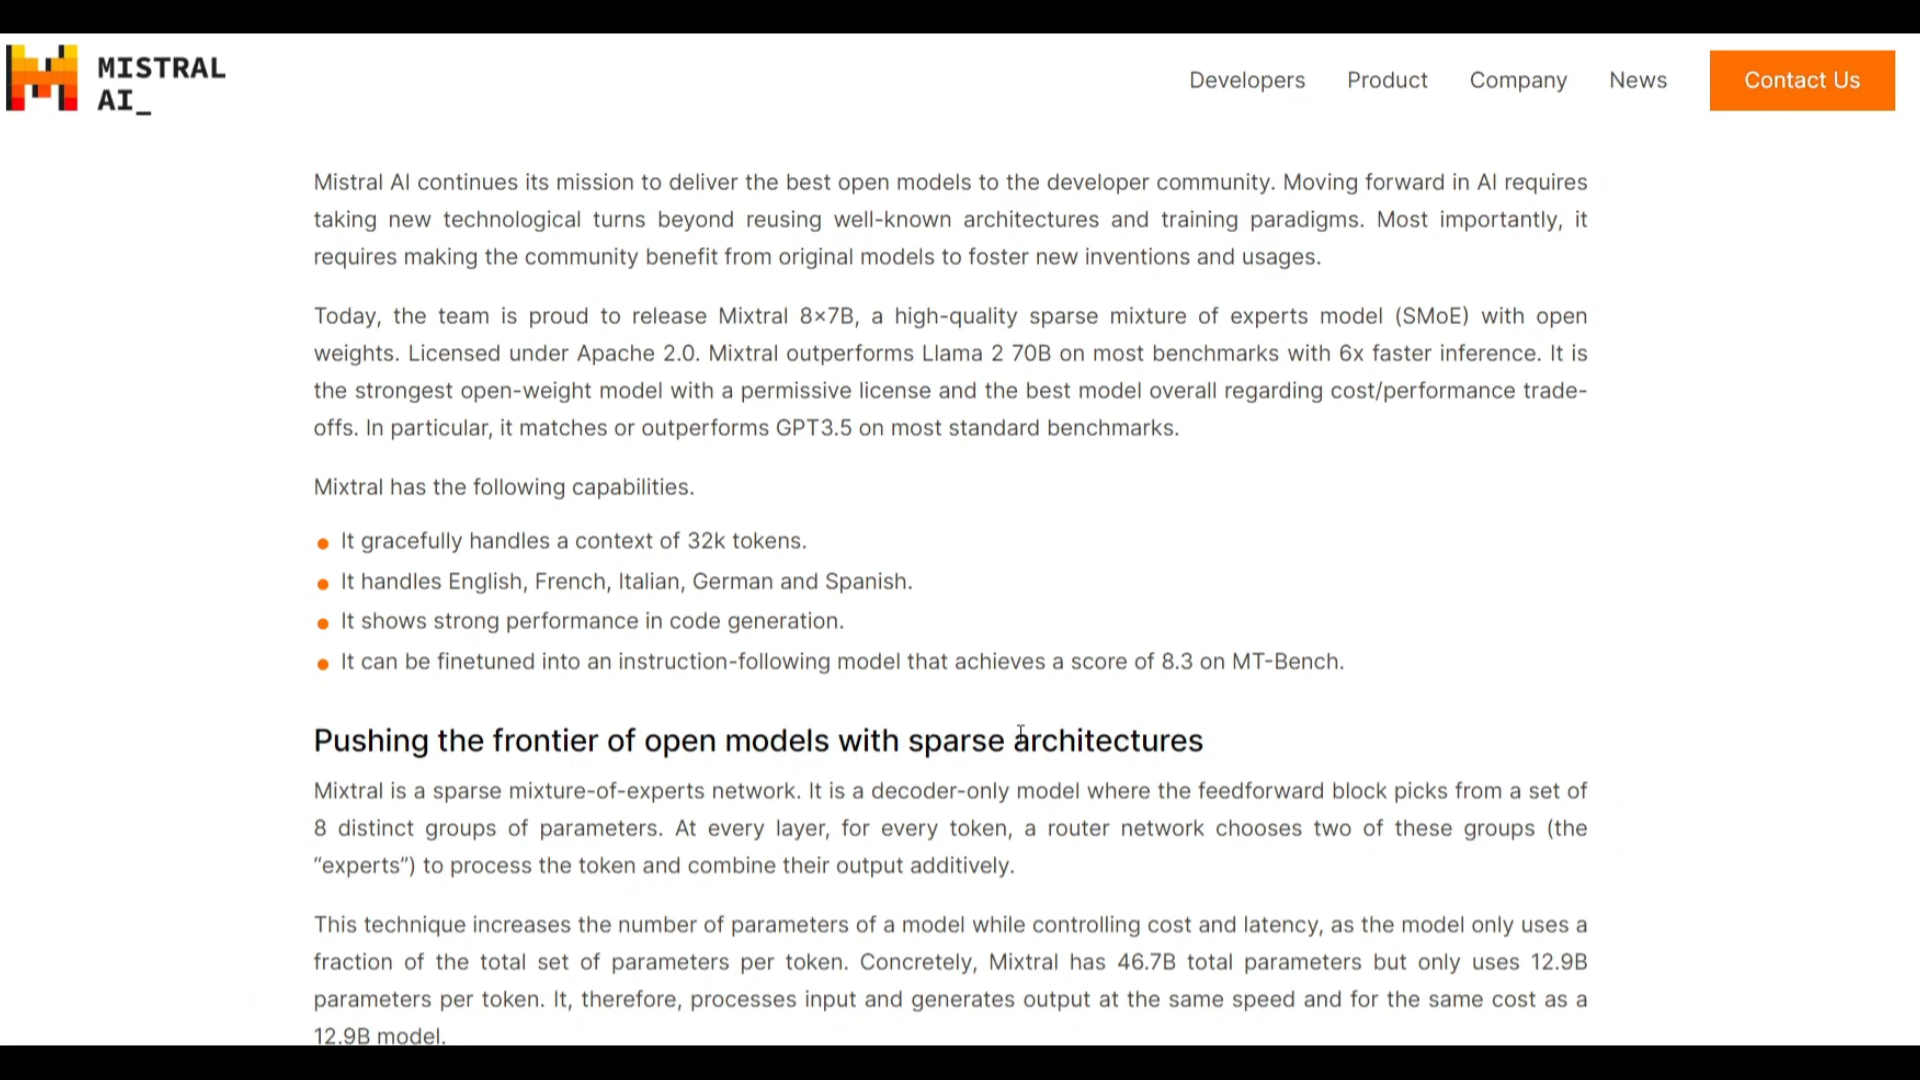 MISTRAL
AI_
Developers Product Company News Contact Us
Mistral AI continues its mission to deliver the best open models to the developer community. Moving forward in AI requires
taking new technological turns beyond reusing well-known architectures and training paradigms. Most importantly, it
requires making the community benefit from original models to foster new inventions and usages.
Today, the team is proud to release Mixtral 8×7B, a high-quality sparse mixture of experts model (SMoE) with open
weights. Licensed under Apache 2.0. Mixtral outperforms Llama 2 70B on most benchmarks with 6x faster inference. It is
the strongest open-weight model with a permissive license and the best model overall regarding cost/performance trade-
offs. In particular, it matches or outperforms GPT3.5 on most standard benchmarks.
Mixtral has the following capabilities.
It gracefully handles a context of 32k tokens.
It handles English, French, Italian, German and Spanish.
It shows strong performance in code generation.
It can be finetuned into an instruction-following model that achieves a score of 8.3 on MT-Bench.
Pushing the frontier of open models with sparse architectures
Mixtral is a sparse mixture-of-experts network. It is a decoder-only model where the feedforward block picks from a set of
8 distinct groups of parameters. At every layer, for every token, a router network chooses two of these groups (the
“experts”) to process the token and combine their output additively.
This technique increases the number of parameters of a model while controlling cost and latency, as the model only uses a
fraction of the total set of parameters per token. Concretely, Mixtral has 46.7B total parameters but only uses 12.9B
parameters per token. It, therefore, processes input and generates output at the same speed and for the same cost as a
12.9B model.